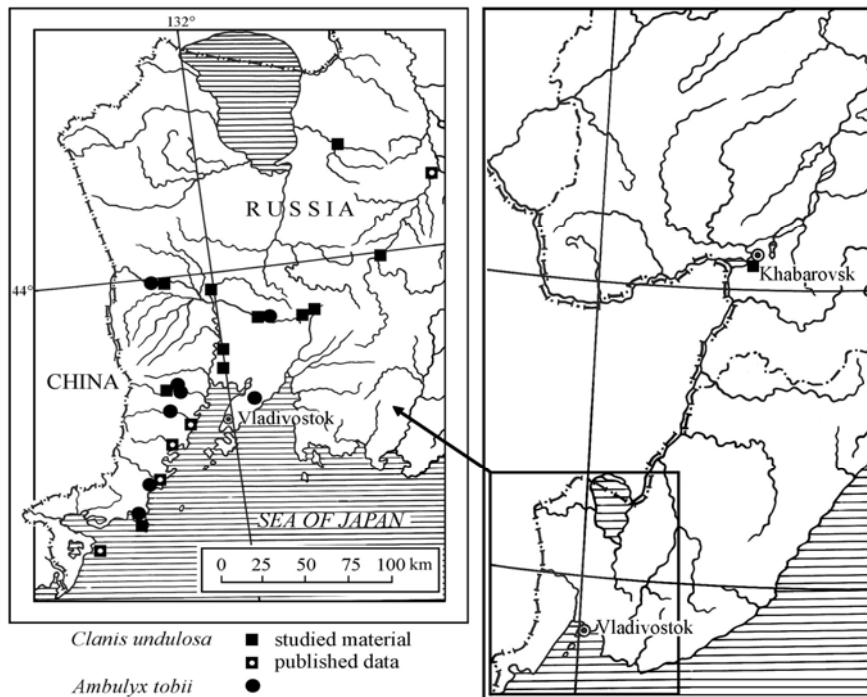 132°
RUSSIA
44°
CHINA
Vladivostok
SEA OF JAPAN
0 25 50 75 100 km
Clanis undulosa ■ studied material
published data
Ambulyx tobii ●
Khabarovsk
Vladivostok